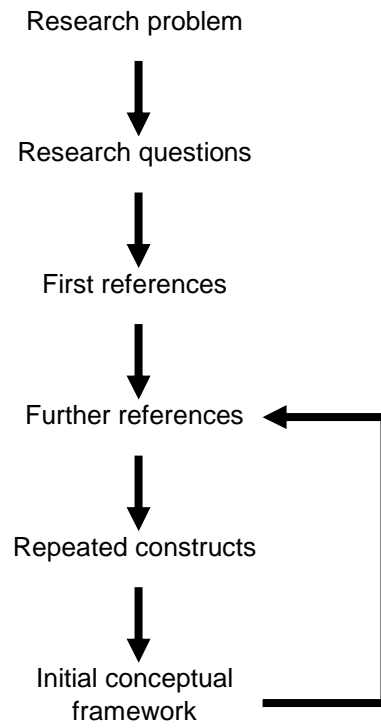 Research problem
Research questions
First references
Further references
Repeated constructs
Initial conceptual
framework